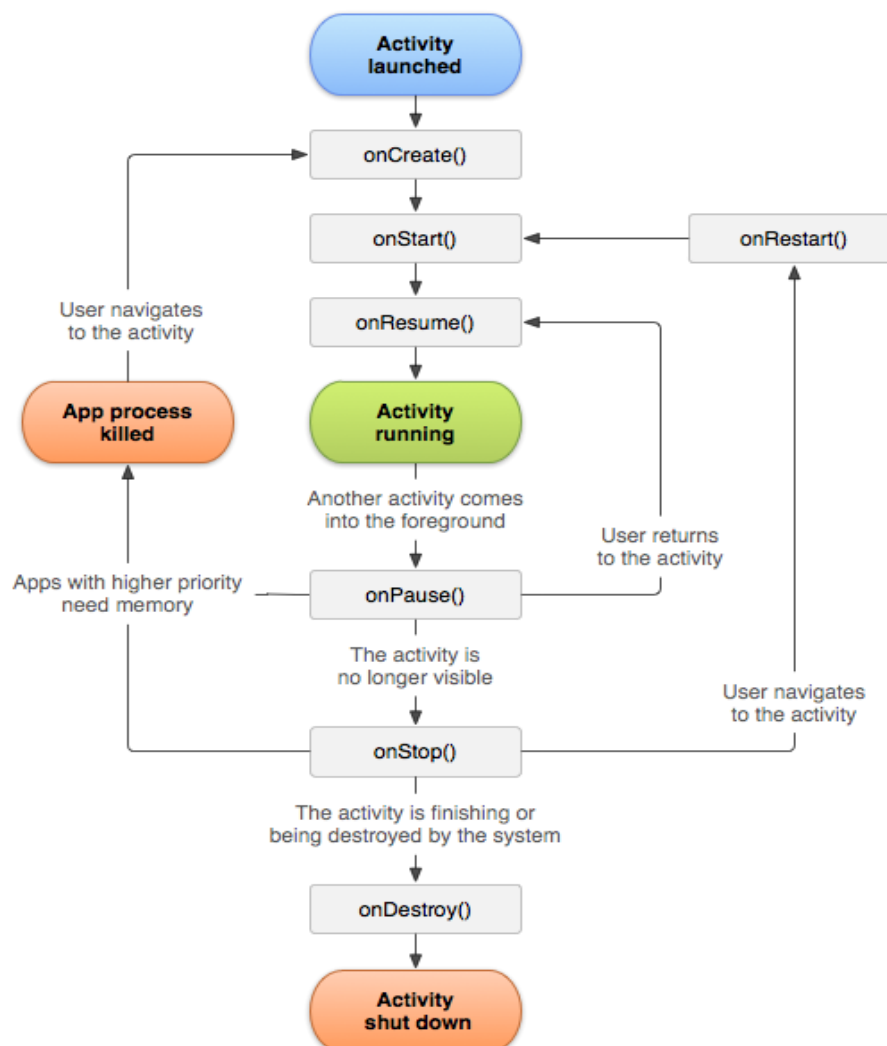 Activity
launched
onCreate()
onStart()
onRestart()
User navigates
to the activity
onResume()
App process
killed
Activity
running
Another activity comes
into the foreground
User returns
to the activity
Apps with higher priority
need memory
onPause()
The activity is
no longer visible
User navigates
to the activity
onStop()
The activity is finishing or
being destroyed by the system
onDestroy()
Activity
shut down